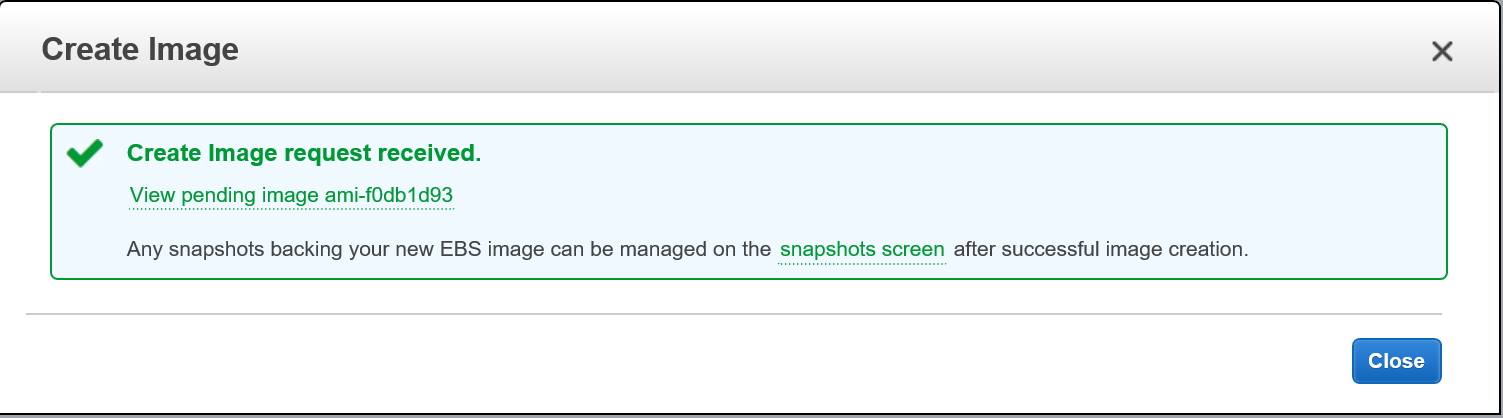 Create Image
Create Image request received.
View pending image ami-f0db1d93
Any snapshots backing your new EBS image can be managed on the snapshots screen after successful image creation.
Close